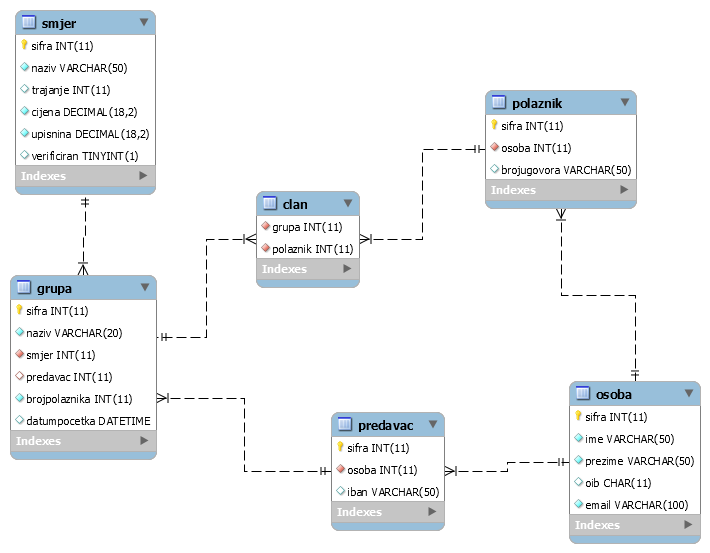 smjer
sifra INT(11)
naziv VARCHAR(50)
trajanje INT(11)
cijena DECIMAL(18,2)
upisnina DECIMAL(18,2)
verificiran TINYINT(1)
Indexes
polaznik
sifra INT(11)
osoba INT(11)
brojugovora VARCHAR(50)
Indexes
clan
grupa INT(11)
polaznik INT(11)
Indexes
grupa
sifra INT(11)
naziv VARCHAR(20)
smjer INT(11)
predavac INT(11)
brojpolaznika INT(11)
datumpocetka DATETIME
Indexes
predavac
sifra INT(11)
osoba INT(11)
iban VARCHAR(50)
Indexes
osoba
sifra INT(11)
ime VARCHAR(50)
prezime VARCHAR(50)
oib CHAR(11)
email VARCHAR(100)
Indexes